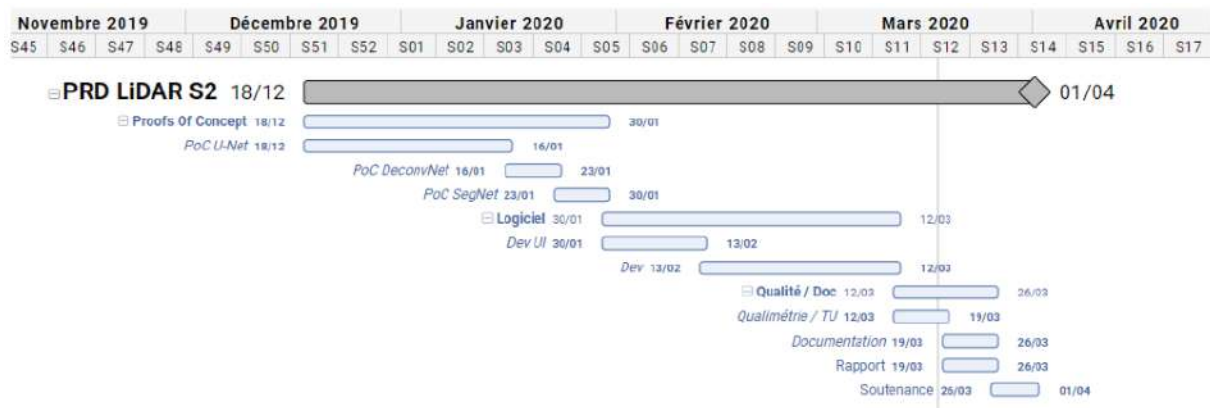 Novembre 2019 Décembre 2019 Janvier 2020 Février 2020 Mars 2020 Avril 2020
S45 S46 S47 S48 S49 S50 S51 S52 S01 S02 S03 S04 S05 S06 S07 S08 S09 S10 S11 S12 S13 S14 S15 S16 S17
PRD LiDAR S2 18/12 01/04
Proofs Of Concept 18/12 30/01
PoC U-Net 18/12 16/01
PoC DeconvNet 16/01 23/01
PoC SegNet 23/01 30/01
Logiciel 30/01 12/03
Dev UI 30/01 13/02
Dev 13/02 12/03
Qualité / Doc 12/03 26/03
Qualimétrie / TU 12/03 19/03
Documentation 19/03 26/03
Rapport 19/03 26/03
Soutenance 26/03 01/04